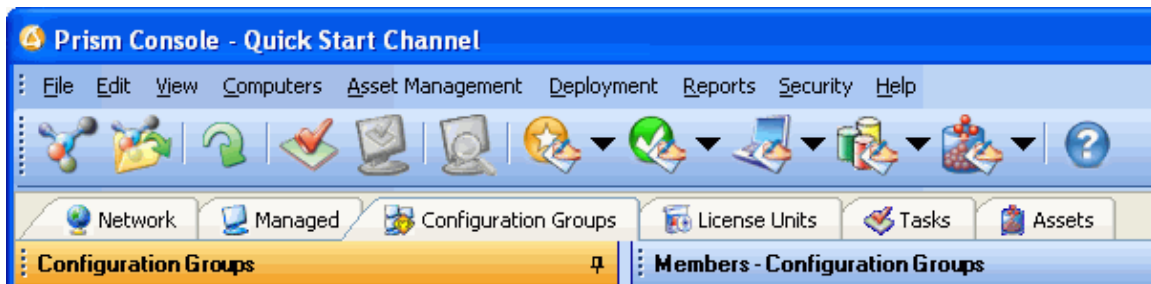 Prism Console - Quick Start Channel
File Edit View Computers Asset Management Deployment Reports Security Help
Network Managed Configuration Groups License Units Tasks Assets
Configuration Groups Members - Configuration Groups